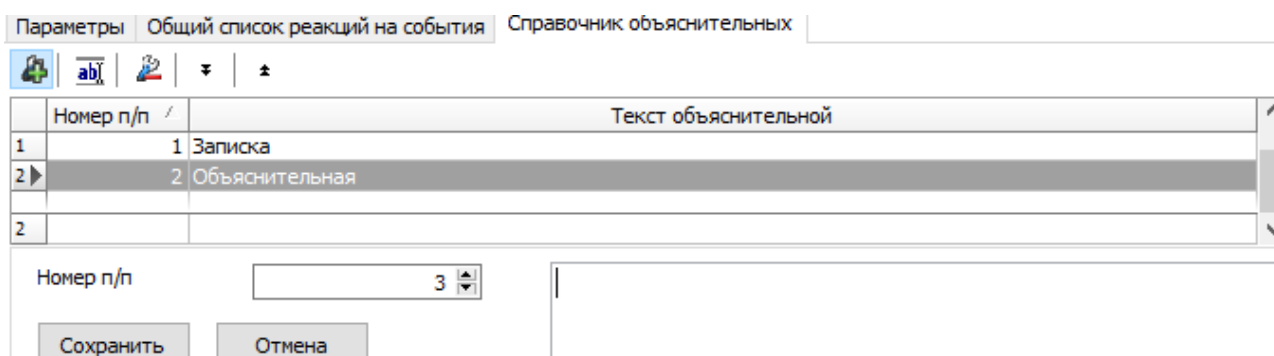 Параметры Общий список реакций на события Справочник объяснительных
abI
Номер п/п Текст объяснительной
1 1 Записка
2 2 Объяснительная
2
Номер п/п 3
Сохранить Отмена